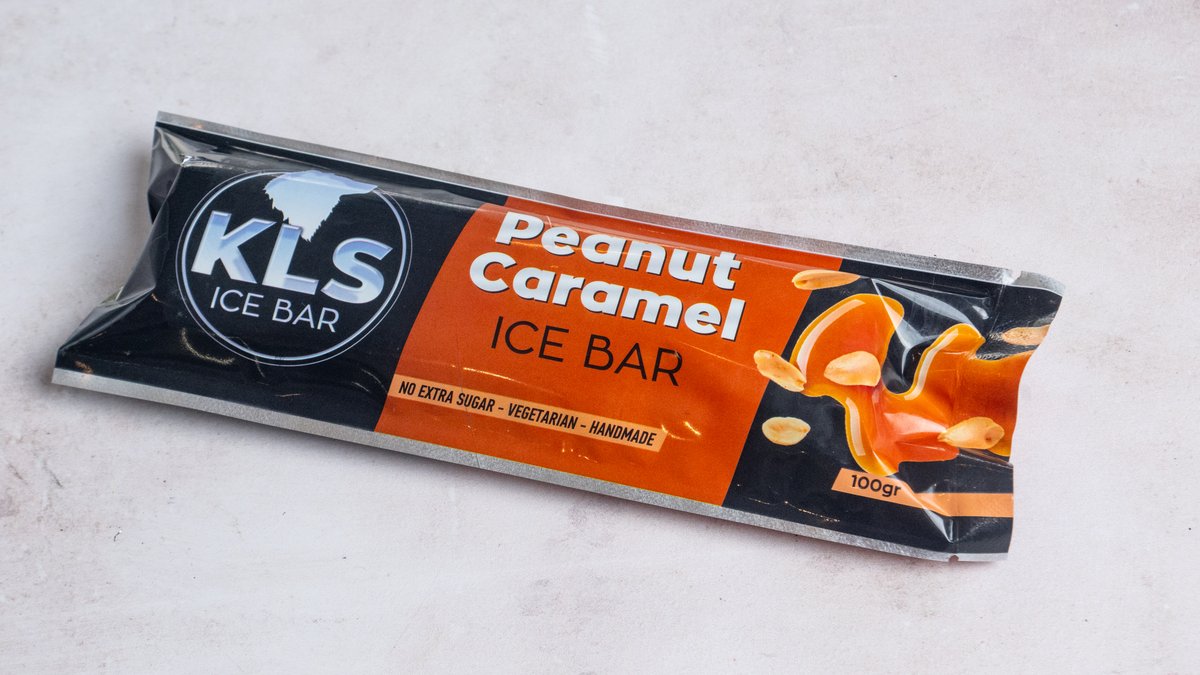 KLS
ICE BAR
Peanut
Caramel
ICE BAR
NO EXTRA SUGAR - VEGETARIAN - HANDMADE
100gr